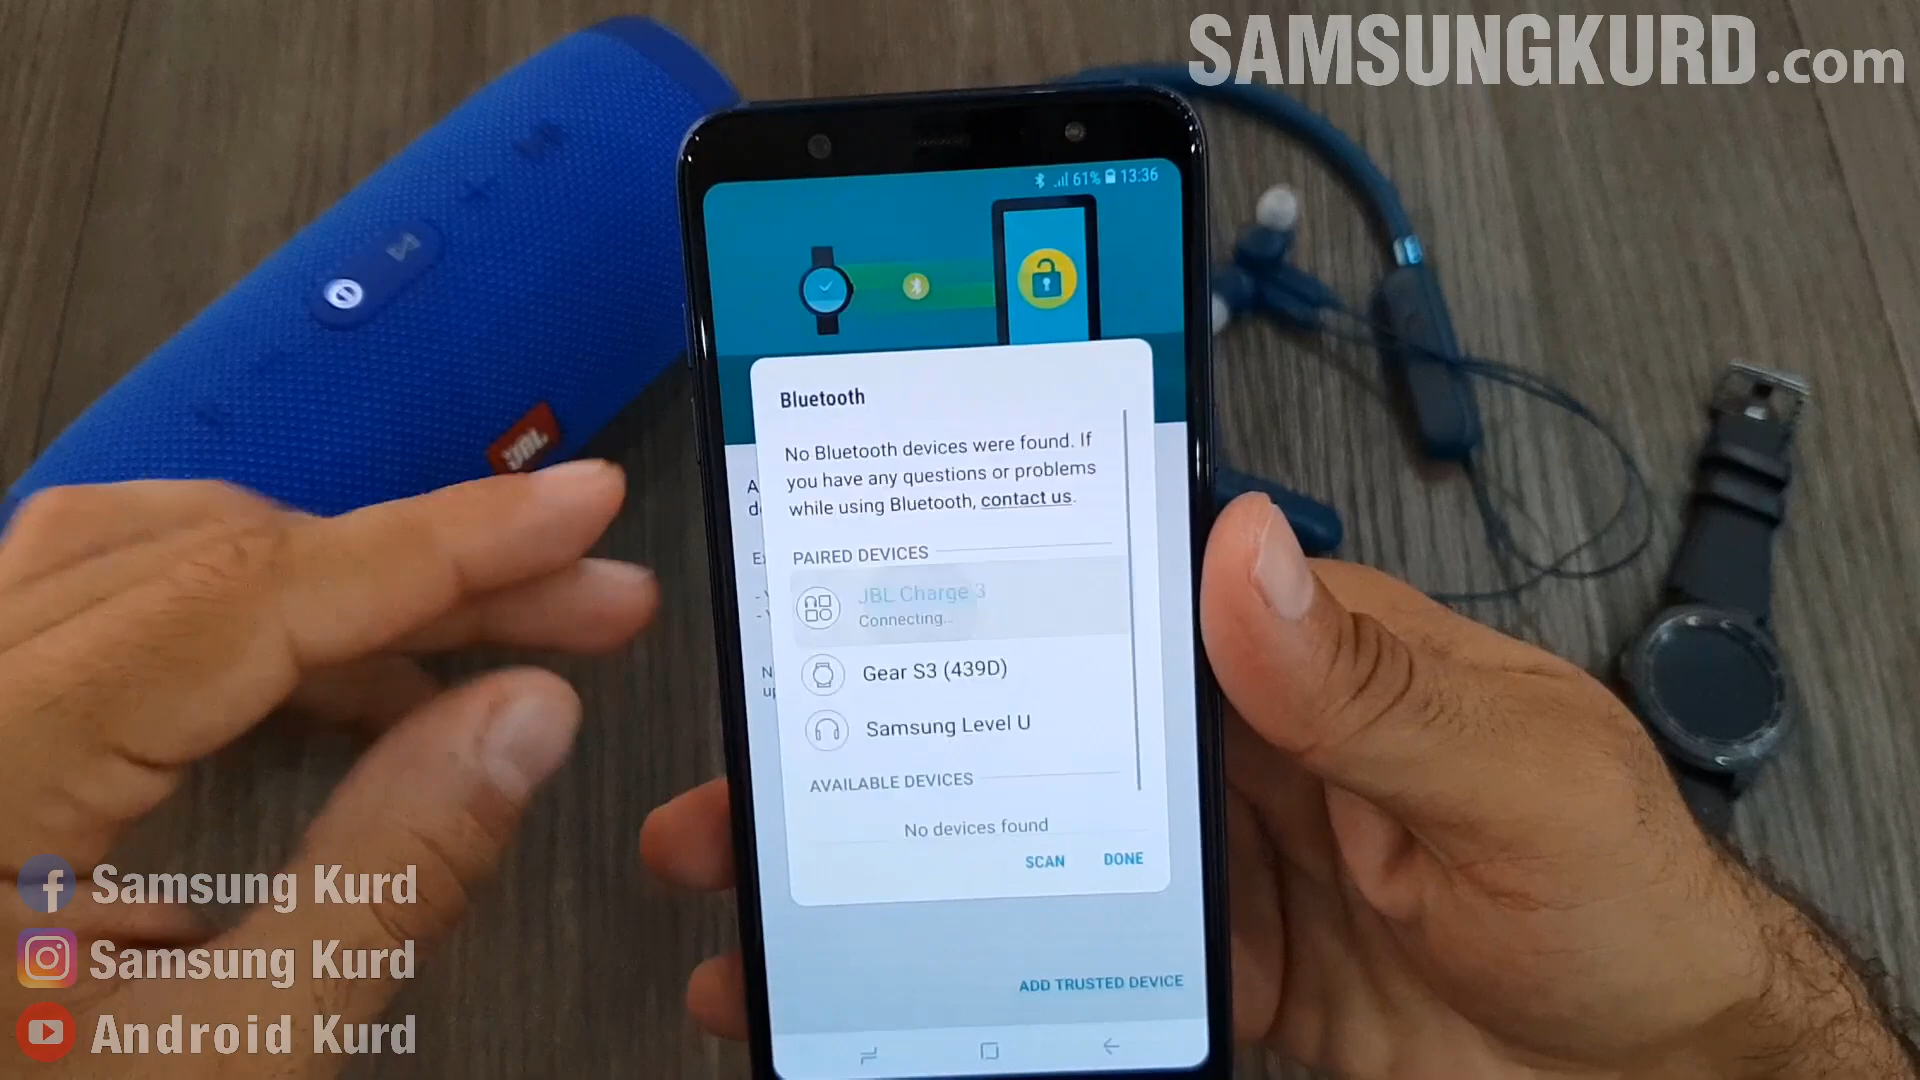 SAMSUNGKURD.com
61% 13:36
JBL
Bluetooth
No Bluetooth devices were found. If
you have any questions or problems
while using Bluetooth, contact us.
PAIRED DEVICES
JBL Charge 3
Connecting...
Gear S3 (439D)
Samsung Level U
AVAILABLE DEVICES
No devices found
SCAN DONE
ADD TRUSTED DEVICE
Samsung Kurd
Samsung Kurd
Android Kurd